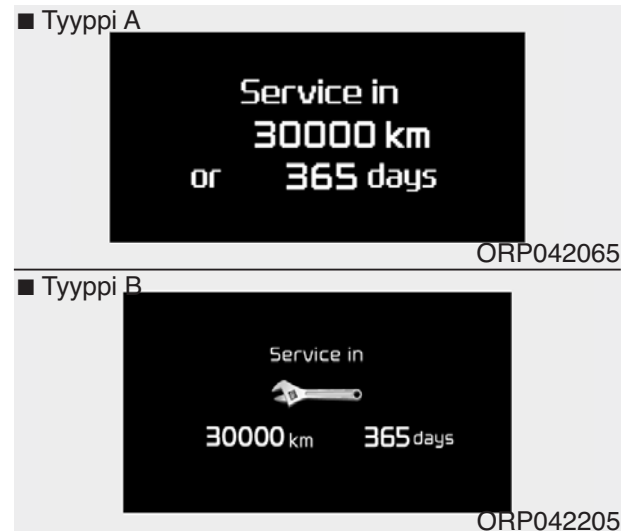 ■ Tyyppi A
Service in
30000 km
or 365 days
ORP042065
■ Tyyppi B
Service in
30000 km 365 days
ORP042205